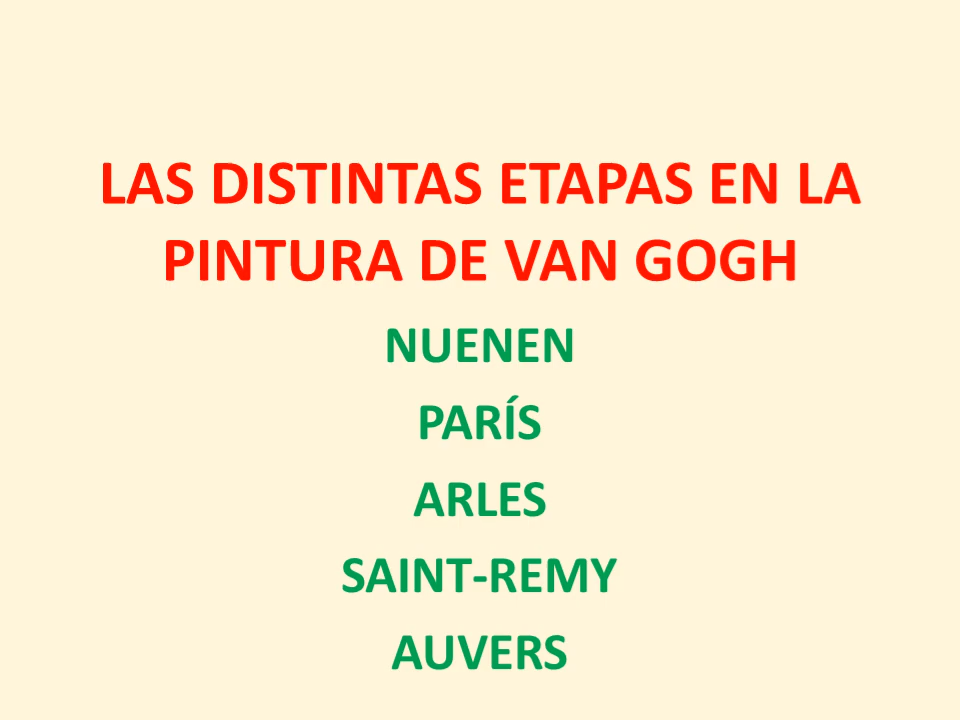 LAS DISTINTAS ETAPAS EN LA
PINTURA DE VAN GOGH
NUENEN
PARÍS
ARLES
SAINT-REMY
AUVERS